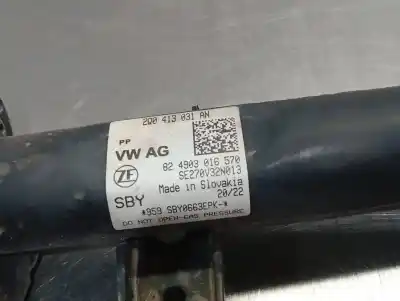 2Q0 413 031 AN
PP
VW AG
ZF
82 4903 016 570
SE270V32N013
Made in Slovakia
SBY
20/22
*9S9 SBY0663EPK-*
DO NOT OPEN-GAS PRESSURE